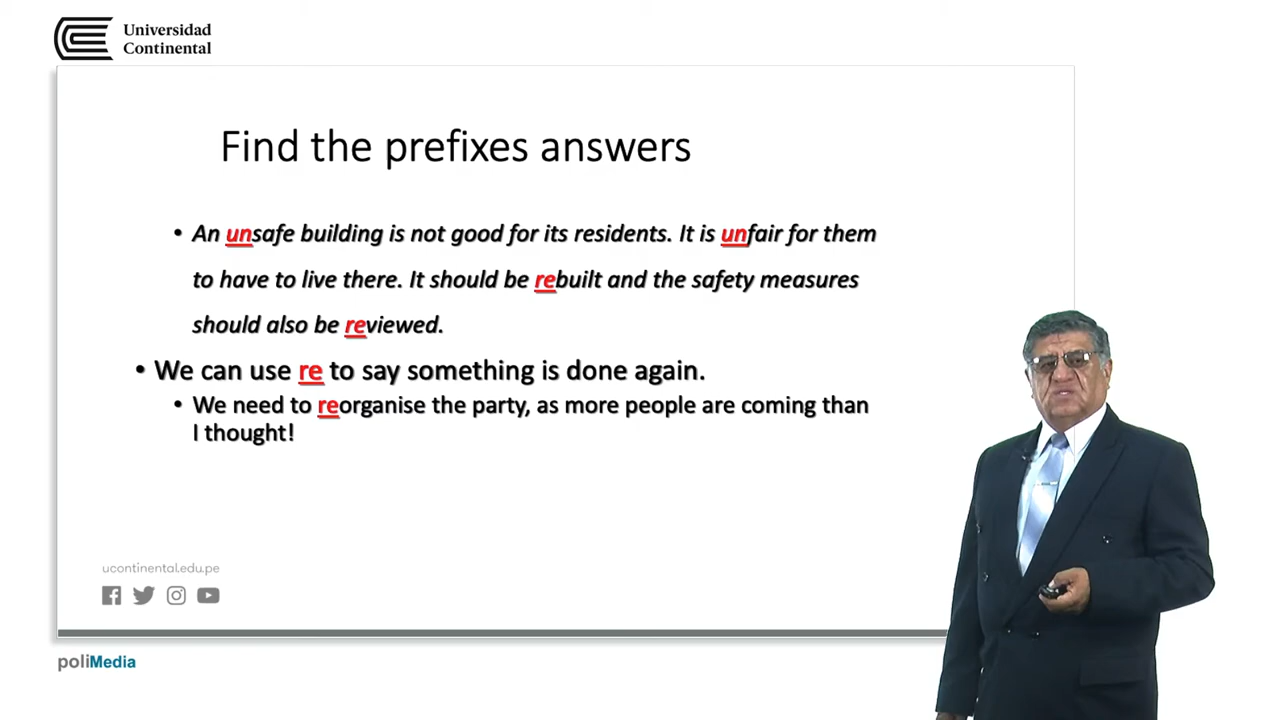 Universidad
Continental
Find the prefixes answers
• An unsafe building is not good for its residents. It is unfair for them
to have to live there. It should be rebuilt and the safety measures
should also be reviewed.
• We can use re to say something is done again.
• We need to reorganise the party, as more people are coming than
I thought!
ucontinental.edu.pe
poliMedia